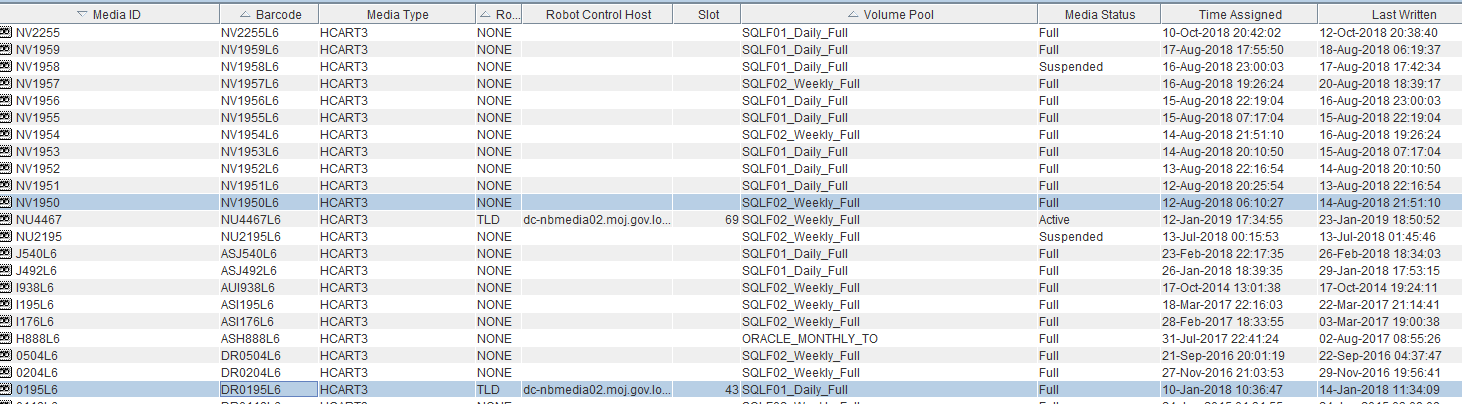 Media ID Barcode Media Type Ro... Robot Control Host Slot Volume Pool Media Status Time Assigned Last Written
NV2255 NV2255L6 HCART3 NONE SQLF01_Daily_Full Full 10-Oct-2018 20:42:02 12-Oct-2018 20:38:40
NV1959 NV1959L6 HCART3 NONE SQLF01_Daily_Full Full 17-Aug-2018 17:55:50 18-Aug-2018 06:19:37
NV1958 NV1958L6 HCART3 NONE SQLF01_Daily_Full Suspended 16-Aug-2018 23:00:03 17-Aug-2018 17:42:34
NV1957 NV1957L6 HCART3 NONE SQLF02_Weekly_Full Full 16-Aug-2018 19:26:24 20-Aug-2018 18:39:17
NV1956 NV1956L6 HCART3 NONE SQLF01_Daily_Full Full 15-Aug-2018 22:19:04 16-Aug-2018 23:00:03
NV1955 NV1955L6 HCART3 NONE SQLF01_Daily_Full Full 15-Aug-2018 07:17:04 15-Aug-2018 22:19:04
NV1954 NV1954L6 HCART3 NONE SQLF02_Weekly_Full Full 14-Aug-2018 21:51:10 16-Aug-2018 19:26:24
NV1953 NV1953L6 HCART3 NONE SQLF01_Daily_Full Full 14-Aug-2018 20:10:50 15-Aug-2018 07:17:04
NV1952 NV1952L6 HCART3 NONE SQLF01_Daily_Full Full 13-Aug-2018 22:16:54 14-Aug-2018 20:10:50
NV1951 NV1951L6 HCART3 NONE SQLF01_Daily_Full Full 12-Aug-2018 20:25:54 13-Aug-2018 22:16:54
NV1950 NV1950L6 HCART3 NONE SQLF02_Weekly_Full Full 12-Aug-2018 06:10:27 14-Aug-2018 21:51:10
NU4467 NU4467L6 HCART3 TLD dc-nbmedia02.moj.gov.lo... 69 SQLF02_Weekly_Full Active 12-Jan-2019 17:34:55 23-Jan-2019 18:50:52
NU2195 NU2195L6 HCART3 NONE SQLF02_Weekly_Full Suspended 13-Jul-2018 00:15:53 13-Jul-2018 01:45:46
J540L6 ASJ540L6 HCART3 NONE SQLF01_Daily_Full Full 23-Feb-2018 22:17:35 26-Feb-2018 18:34:03
J492L6 ASJ492L6 HCART3 NONE SQLF01_Daily_Full Full 26-Jan-2018 18:39:35 29-Jan-2018 17:53:15
I938L6 AUI938L6 HCART3 NONE SQLF02_Weekly_Full Full 17-Oct-2014 13:01:38 17-Oct-2014 19:24:11
I195L6 ASI195L6 HCART3 NONE SQLF02_Weekly_Full Full 18-Mar-2017 22:16:03 22-Mar-2017 21:14:41
I176L6 ASI176L6 HCART3 NONE SQLF02_Weekly_Full Full 28-Feb-2017 18:33:55 03-Mar-2017 19:00:38
H888L6 ASH888L6 HCART3 NONE ORACLE_MONTHLY_TO Full 31-Jul-2017 22:41:24 02-Aug-2017 08:55:26
0504L6 DR0504L6 HCART3 NONE SQLF02_Weekly_Full Full 21-Sep-2016 20:01:19 22-Sep-2016 04:37:47
0204L6 DR0204L6 HCART3 NONE SQLF02_Weekly_Full Full 27-Nov-2016 21:03:53 29-Nov-2016 19:56:41
0195L6 DR0195L6 HCART3 TLD dc-nbmedia02.moj.gov.lo... 43 SQLF01_Daily_Full Full 10-Jan-2018 10:36:47 14-Jan-2018 11:34:09